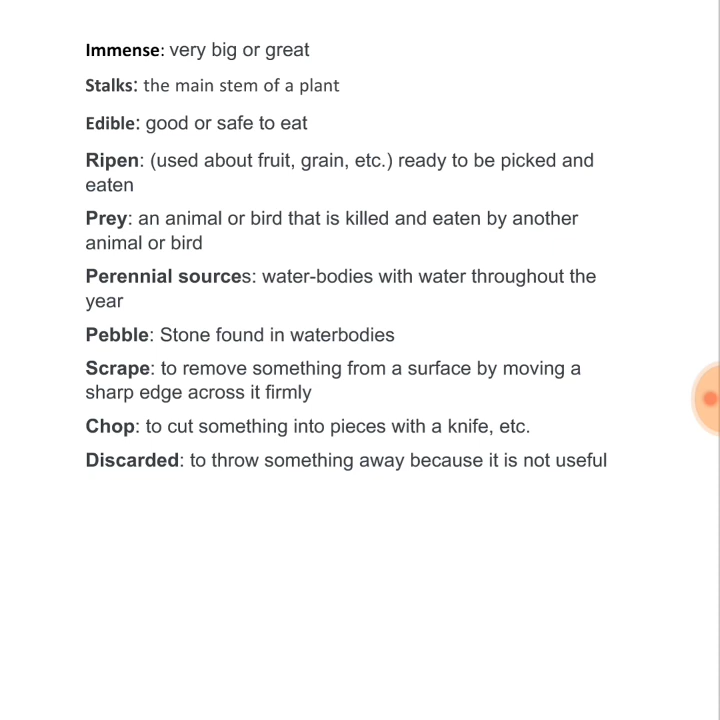 Immense: very big or great
Stalks: the main stem of a plant
Edible: good or safe to eat
Ripen: (used about fruit, grain, etc.) ready to be picked and
eaten
Prey: an animal or bird that is killed and eaten by another
animal or bird
Perennial sources: water-bodies with water throughout the
year
Pebble: Stone found in waterbodies
Scrape: to remove something from a surface by moving a
sharp edge across it firmly
Chop: to cut something into pieces with a knife, etc.
Discarded: to throw something away because it is not useful